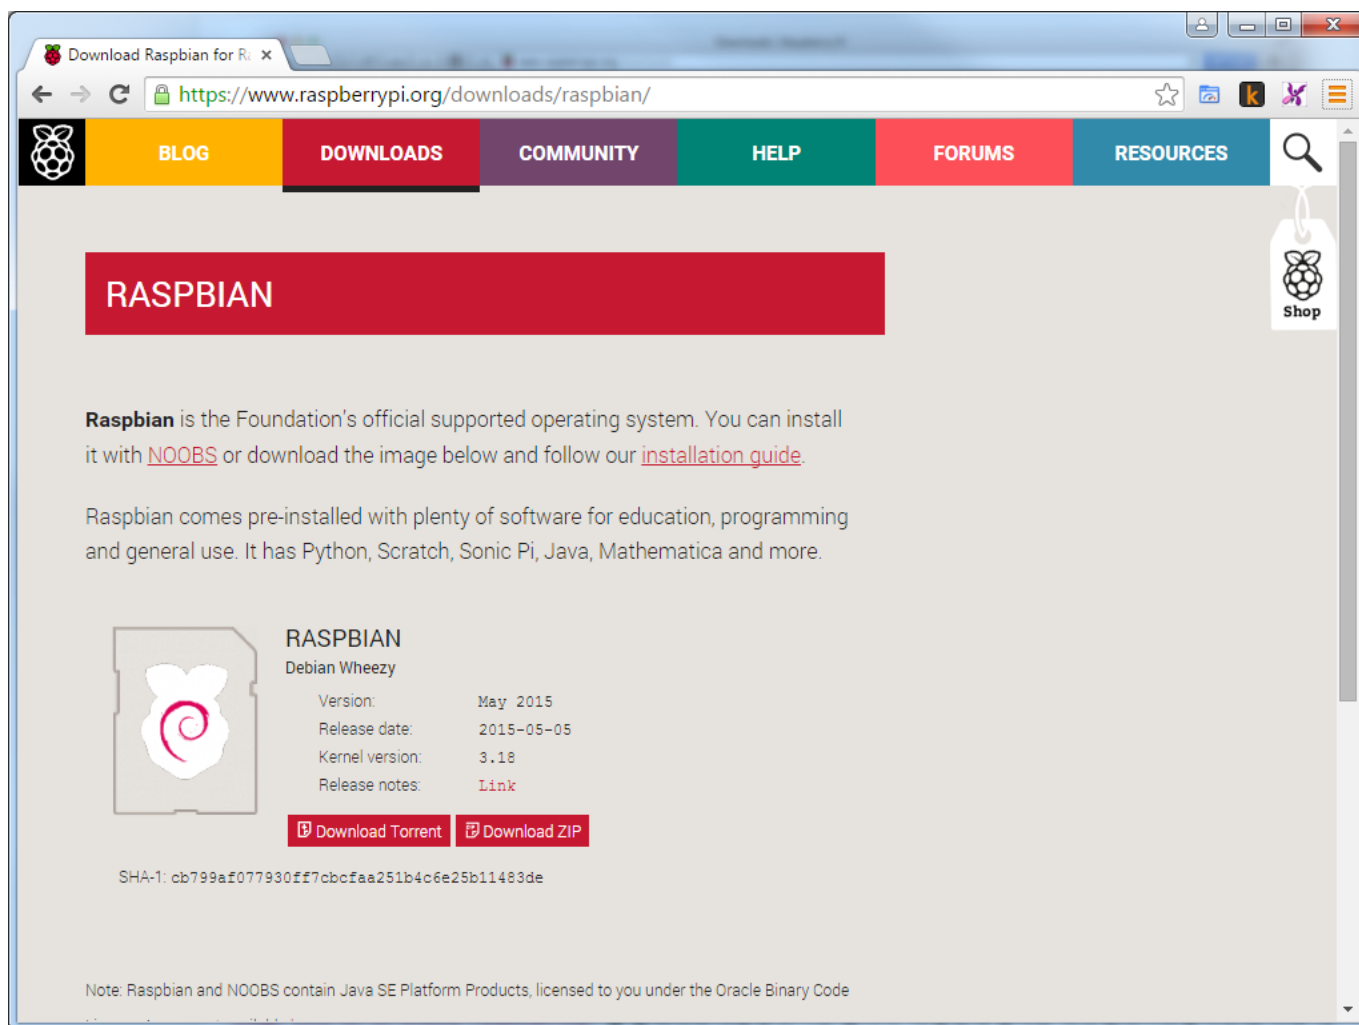 Download Raspbian for Ra
https://www.raspberrypi.org/downloads/raspbian/
BLOG DOWNLOADS COMMUNITY HELP FORUMS RESOURCES
Shop
RASPBIAN
Raspbian is the Foundation's official supported operating system. You can install
it with NOOBS or download the image below and follow our installation guide.
Raspbian comes pre-installed with plenty of software for education, programming
and general use. It has Python, Scratch, Sonic Pi, Java, Mathematica and more.
RASPBIAN
Debian Wheezy
Version: May 2015
Release date: 2015-05-05
Kernel version: 3.18
Release notes: Link
Download Torrent Download ZIP
SHA-1: cb799af077930ff7cbcfaa251b4c6e25b11483de
Note: Raspbian and NOOBS contain Java SE Platform Products, licensed to you under the Oracle Binary Code